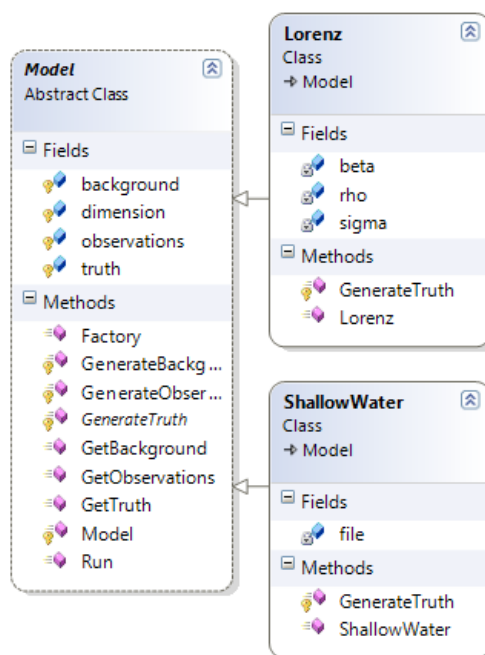 Model
Abstract Class
Fields
background
dimension
observations
truth
Methods
Factory
GenerateBackg ...
GenerateObser ...
GenerateTruth
GetBackground
GetObservations
GetTruth
Model
Run
Lorenz
Class
→ Model
Fields
beta
rho
sigma
Methods
GenerateTruth
Lorenz
ShallowWater
Class
→ Model
Fields
file
Methods
GenerateTruth
ShallowWater